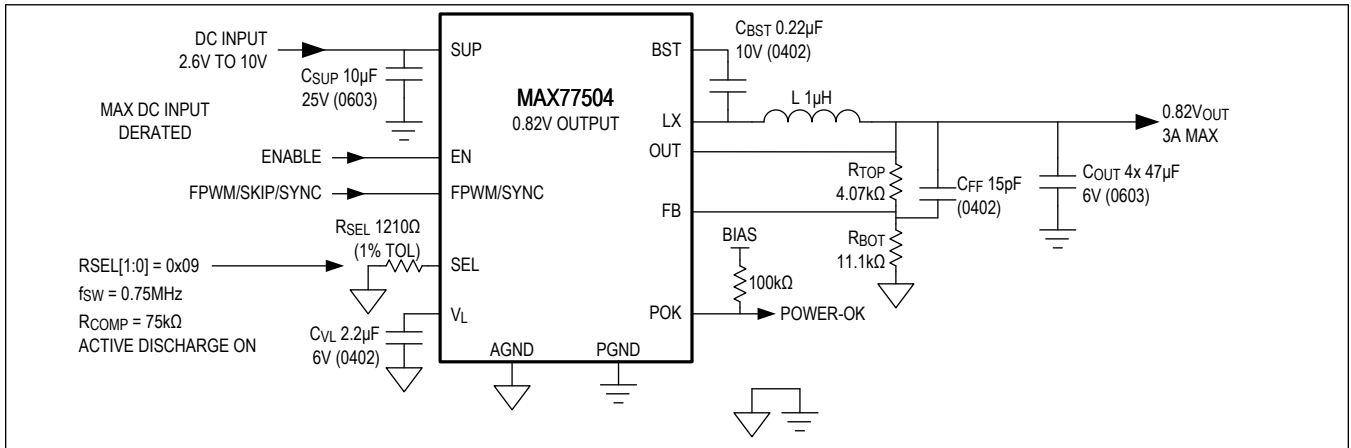 DC INPUT
2.6V TO 10V
CSUP 10µF
25V (0603)
MAX DC INPUT
DERATED
ENABLE
FPWM/SKIP/SYNC
RSEL 1210Ω
(1% TOL)
RSEL[1:0] = 0x09
fSW = 0.75MHz
RCOMP = 75kΩ
ACTIVE DISCHARGE ON
CVL 2.2µF
6V (0402)
SUP
EN
FPWM/SYNC
SEL
VL
MAX77504
0.82V OUTPUT
AGND
PGND
BST
LX
OUT
FB
POK
CBST 0.22µF
10V (0402)
L 1µH
0.82VOUT
3A MAX
RTOP
4.07kΩ
CFF 15pF
(0402)
COUT 4x 47µF
6V (0603)
RBOT
11.1kΩ
BIAS
100kΩ
POWER-OK